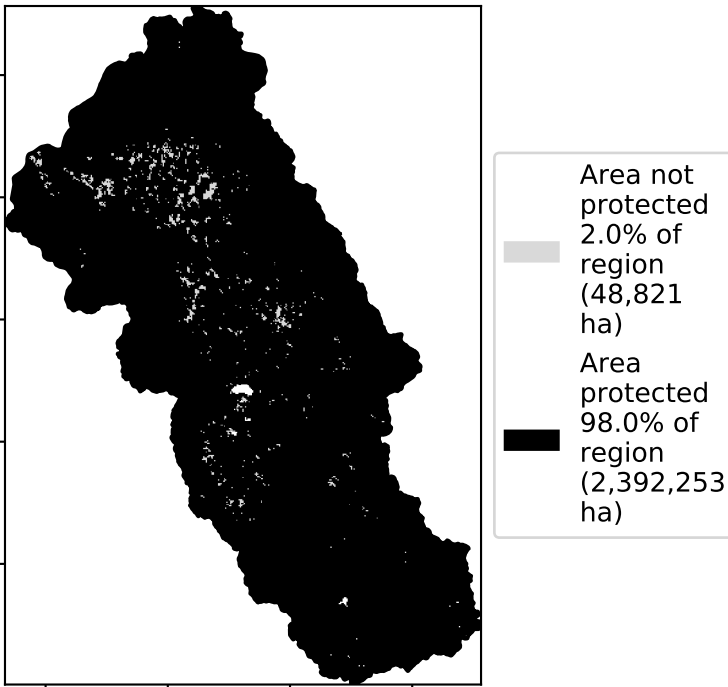 Area not
protected
2.0% of
region
(48,821
ha)
Area
protected
98.0% of
region
(2,392,253
ha)